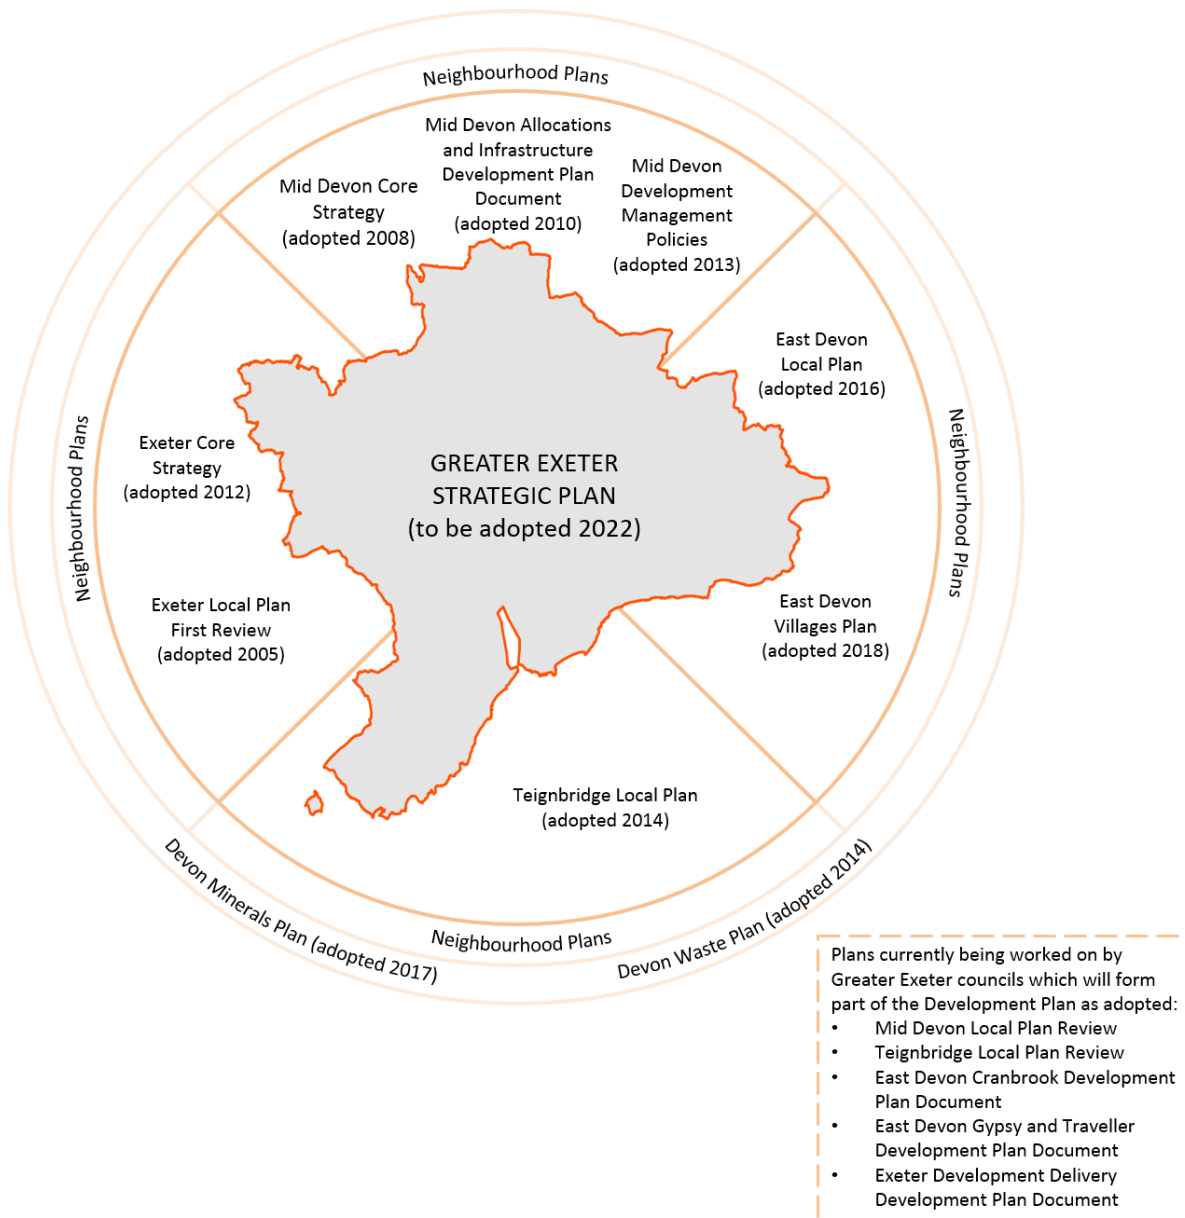 Neighbourhood Plans
Mid Devon Core
Strategy
(adopted 2008)
Mid Devon Allocations
and Infrastructure
Development Plan
Document
(adopted 2010)
Mid Devon
Development
Management
Policies
(adopted 2013)
East Devon
Local Plan
(adopted 2016)
Neighbourhood Plans
Exeter Core
Strategy
(adopted 2012)
GREATER EXETER
STRATEGIC PLAN
(to be adopted 2022)
Neighbourhood Plans
Exeter Local Plan
First Review
(adopted 2005)
East Devon
Villages Plan
(adopted 2018)
Teignbridge Local Plan
(adopted 2014)
Neighbourhood Plans
Devon Minerals Plan (adopted 2017)
Devon Waste Plan (adopted 2014)
Plans currently being worked on by
Greater Exeter councils which will form
part of the Development Plan as adopted:
• Mid Devon Local Plan Review
• Teignbridge Local Plan Review
• East Devon Cranbrook Development
Plan Document
• East Devon Gypsy and Traveller
Development Plan Document
• Exeter Development Delivery
Development Plan Document